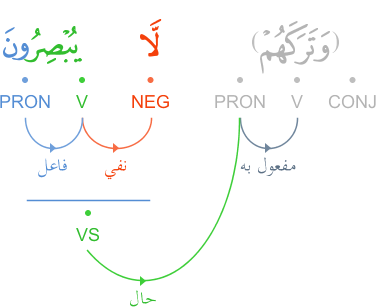 (وَتَرَكَهُمْ) لَّا يُبْصِرُونَ
CONJ V PRON NEG V PRON
مفعول به نفي فاعل
VS
حال